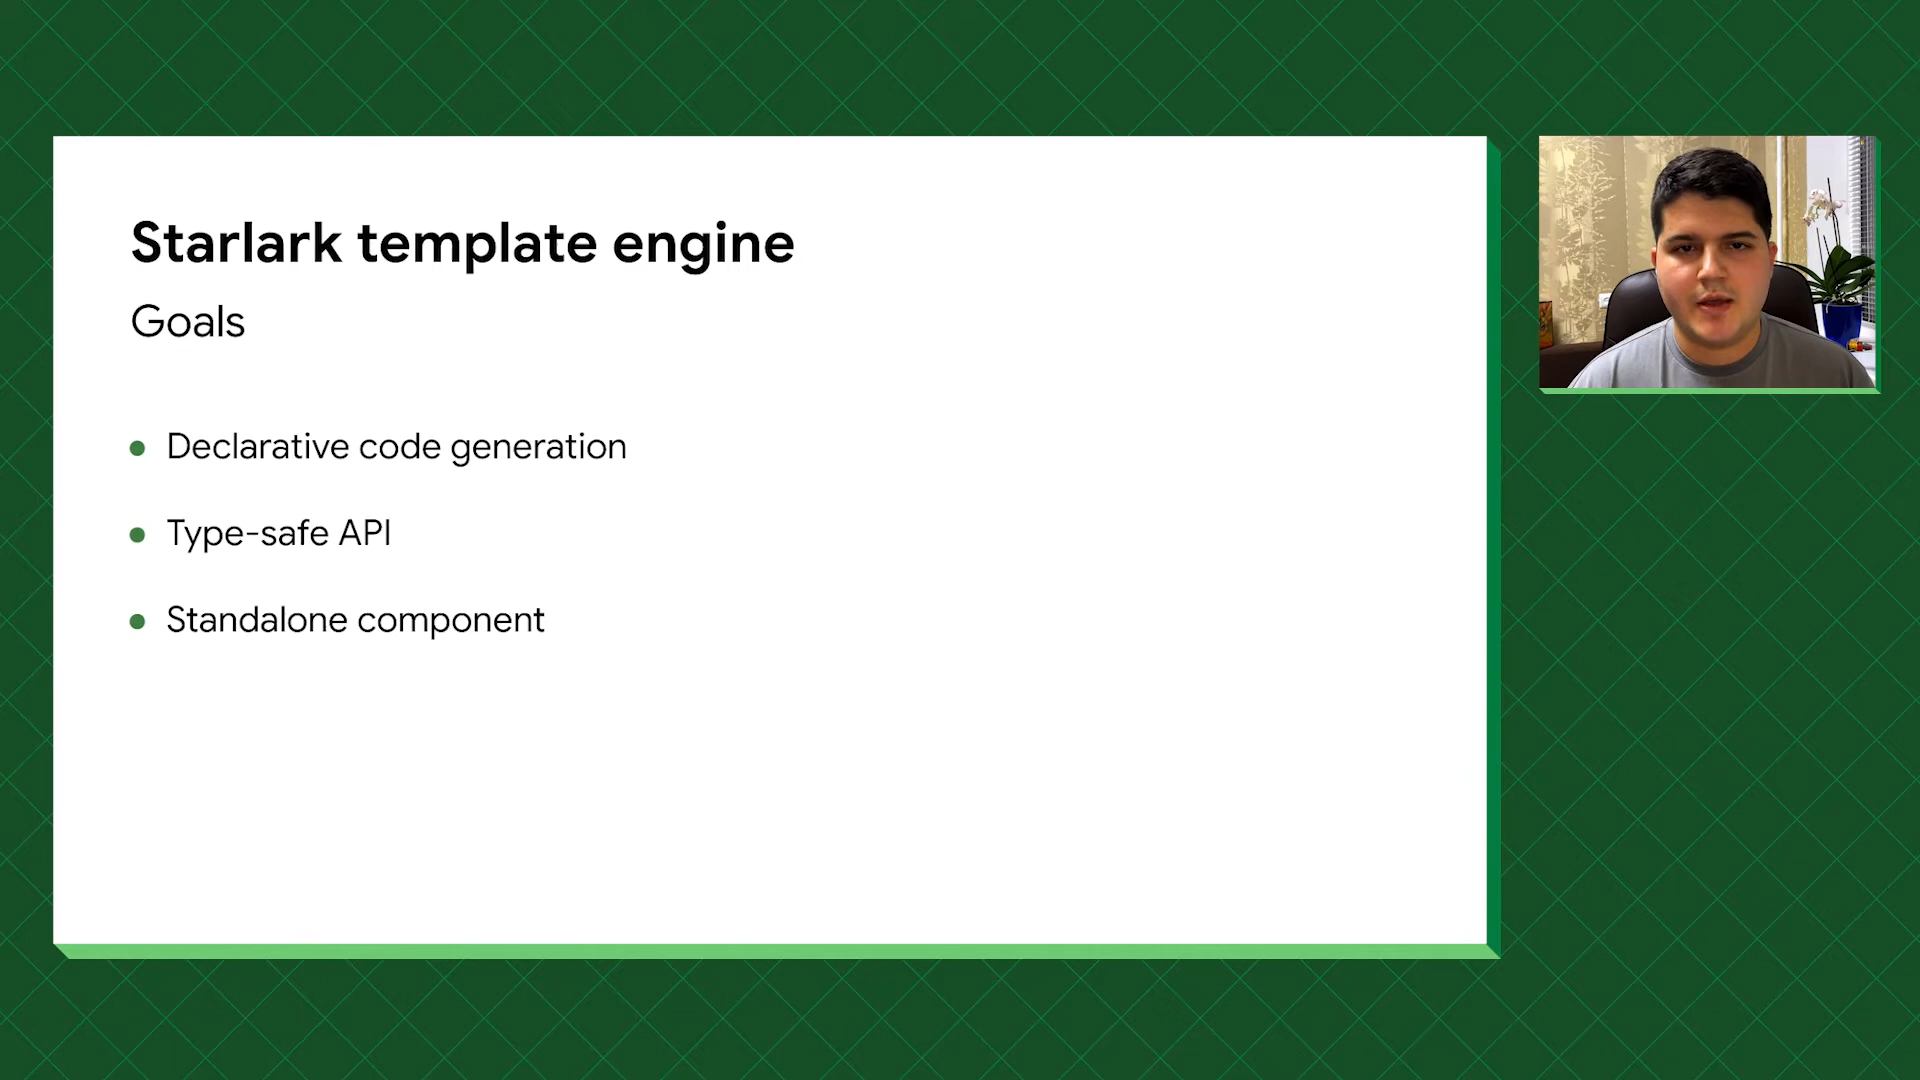 Starlark template engine
Goals
Declarative code generation
Type-safe API
Standalone component